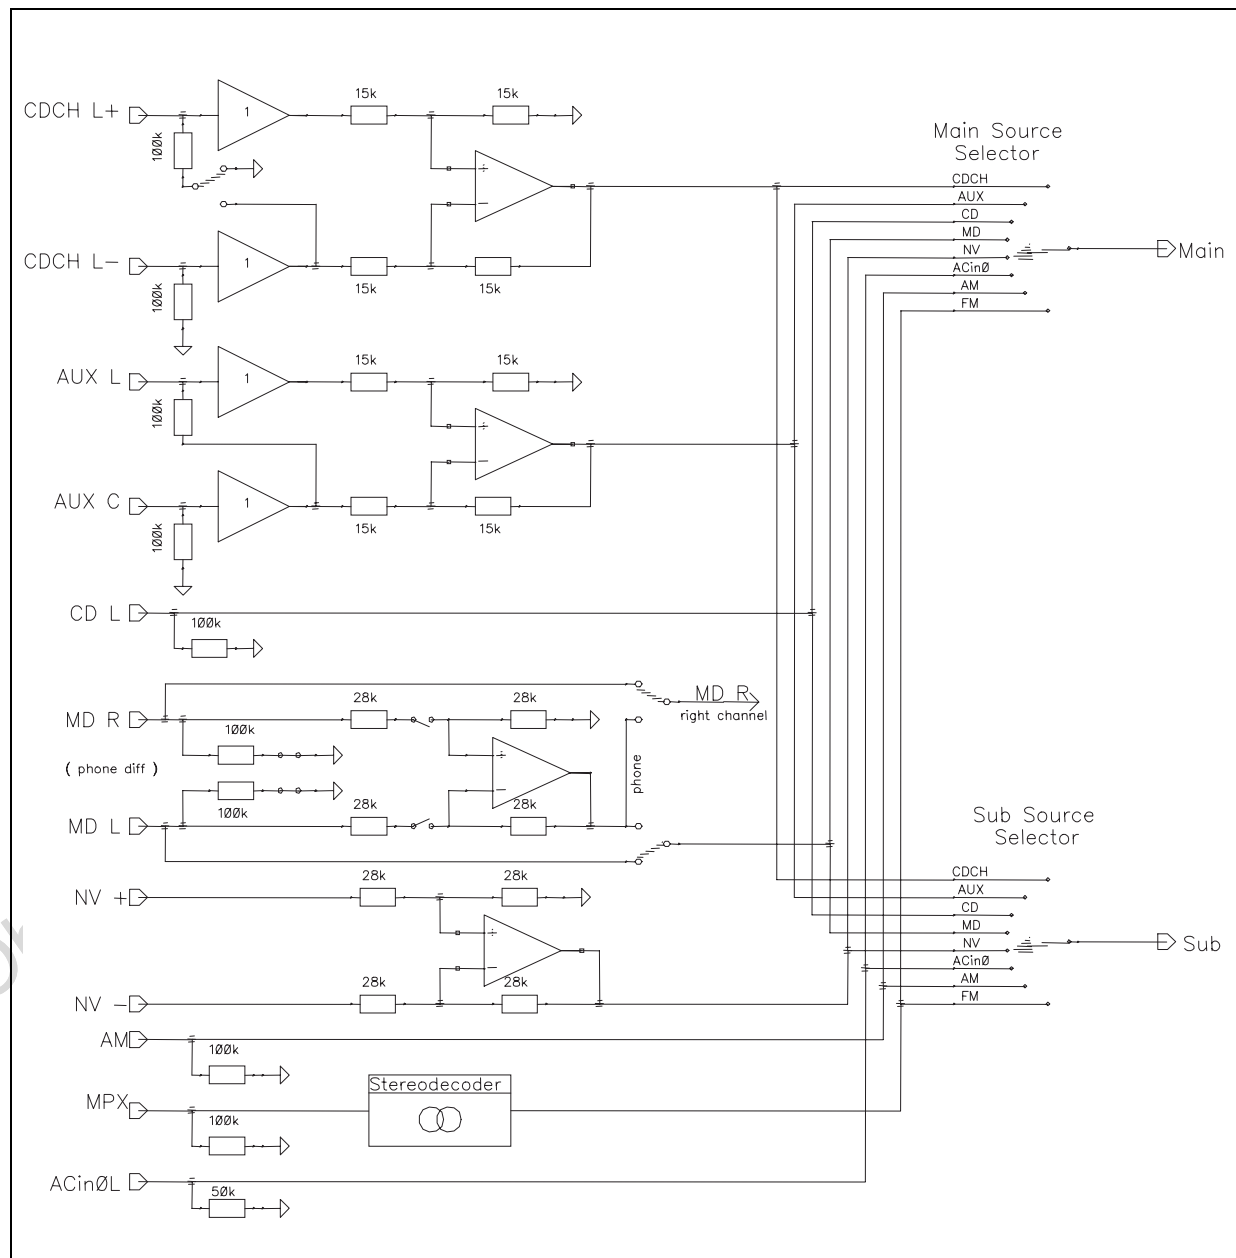 CDCH L+
1
15k
15k
100k
CDCH L-
1
15k
15k
100k
AUX L
1
15k
15k
100k
AUX C
1
15k
15k
100k
CD L
100k
MD R
28k
28k
100k
MD R
right channel
( phone diff )
phone
MD L
100k
28k
28k
NV +
28k
28k
NV -
28k
28k
AM
100k
MPX
100k
Stereodecoder
ACin0L
50k
Main Source
Selector
CDCH
AUX
CD
MD
NV
ACin0
AM
FM
Main
Sub Source
Selector
CDCH
AUX
CD
MD
NV
ACin0
AM
FM
Sub